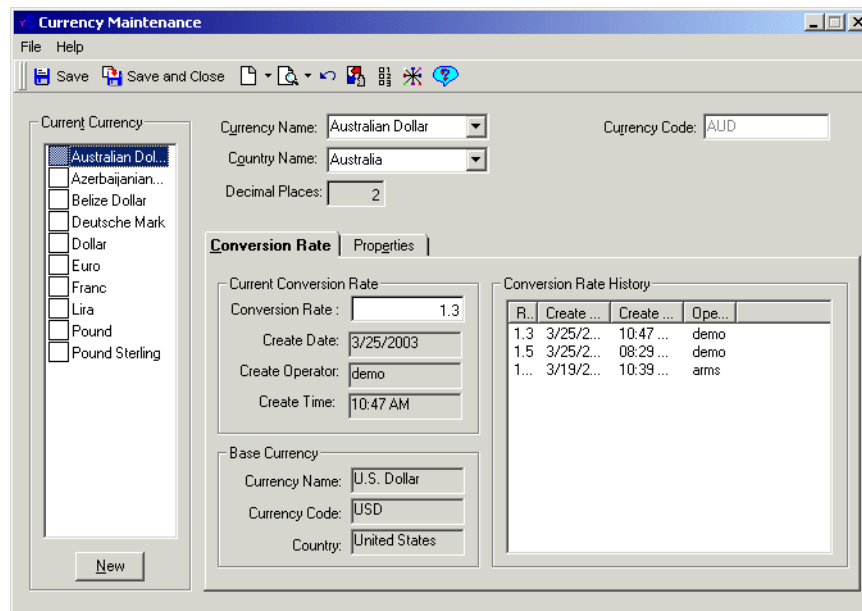 Currency Maintenance
File Help
Save Save and Close
Current Currency
Australian Dol...
Azerbaijanian...
Belize Dollar
Deutsche Mark
Dollar
Euro
Franc
Lira
Pound
Pound Sterling
New
Currency Name: Australian Dollar
Currency Code: AUD
Country Name: Australia
Decimal Places: 2
Conversion Rate Properties
Current Conversion Rate
Conversion Rate : 1.3
Create Date: 3/25/2003
Create Operator: demo
Create Time: 10:47 AM
Base Currency
Currency Name: U.S. Dollar
Currency Code: USD
Country: United States
Conversion Rate History
R... Create ... Create ... Ope...
1.3 3/25/2... 10:47 ... demo
1.5 3/25/2... 08:29 ... demo
1... 3/19/2... 10:39 ... arms